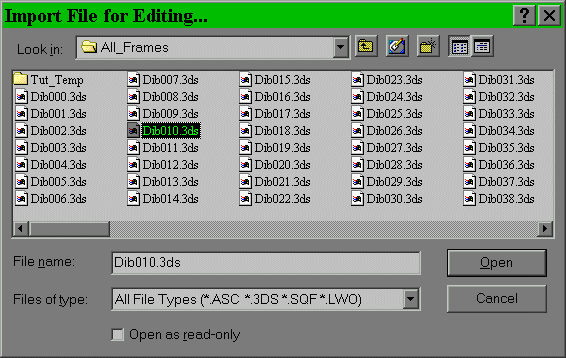 Import File for Editing...
Look in: All_Frames
Tut_Temp Dib007.3ds Dib015.3ds Dib023.3ds Dib031.3ds
Dib000.3ds Dib008.3ds Dib016.3ds Dib024.3ds Dib032.3ds
Dib001.3ds Dib009.3ds Dib017.3ds Dib025.3ds Dib033.3ds
Dib002.3ds Dib010.3ds Dib018.3ds Dib026.3ds Dib034.3ds
Dib003.3ds Dib011.3ds Dib019.3ds Dib027.3ds Dib035.3ds
Dib004.3ds Dib012.3ds Dib020.3ds Dib028.3ds Dib036.3ds
Dib005.3ds Dib013.3ds Dib021.3ds Dib029.3ds Dib037.3ds
Dib006.3ds Dib014.3ds Dib022.3ds Dib030.3ds Dib038.3ds
File name: Dib010.3ds Open
Files of type: All File Types (*.ASC *.3DS *.SQF *.LWO) Cancel
Open as read-only